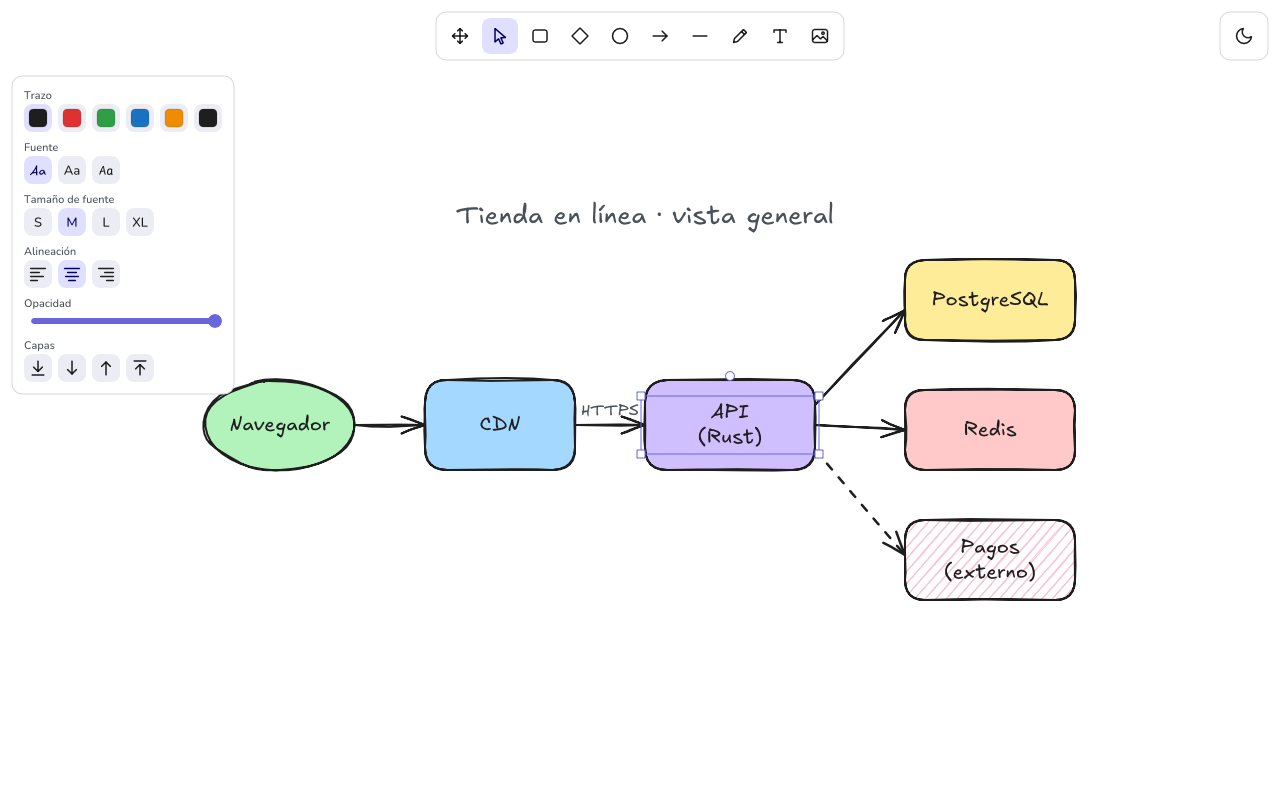 Trazo
Fuente
Aa Aa Aa
Tamaño de fuente
S M L XL
Alineación
Opacidad
Capas
Tienda en línea · vista general
Navegador
CDN
HTTPS
API
(Rust)
PostgreSQL
Redis
Pagos
(externo)